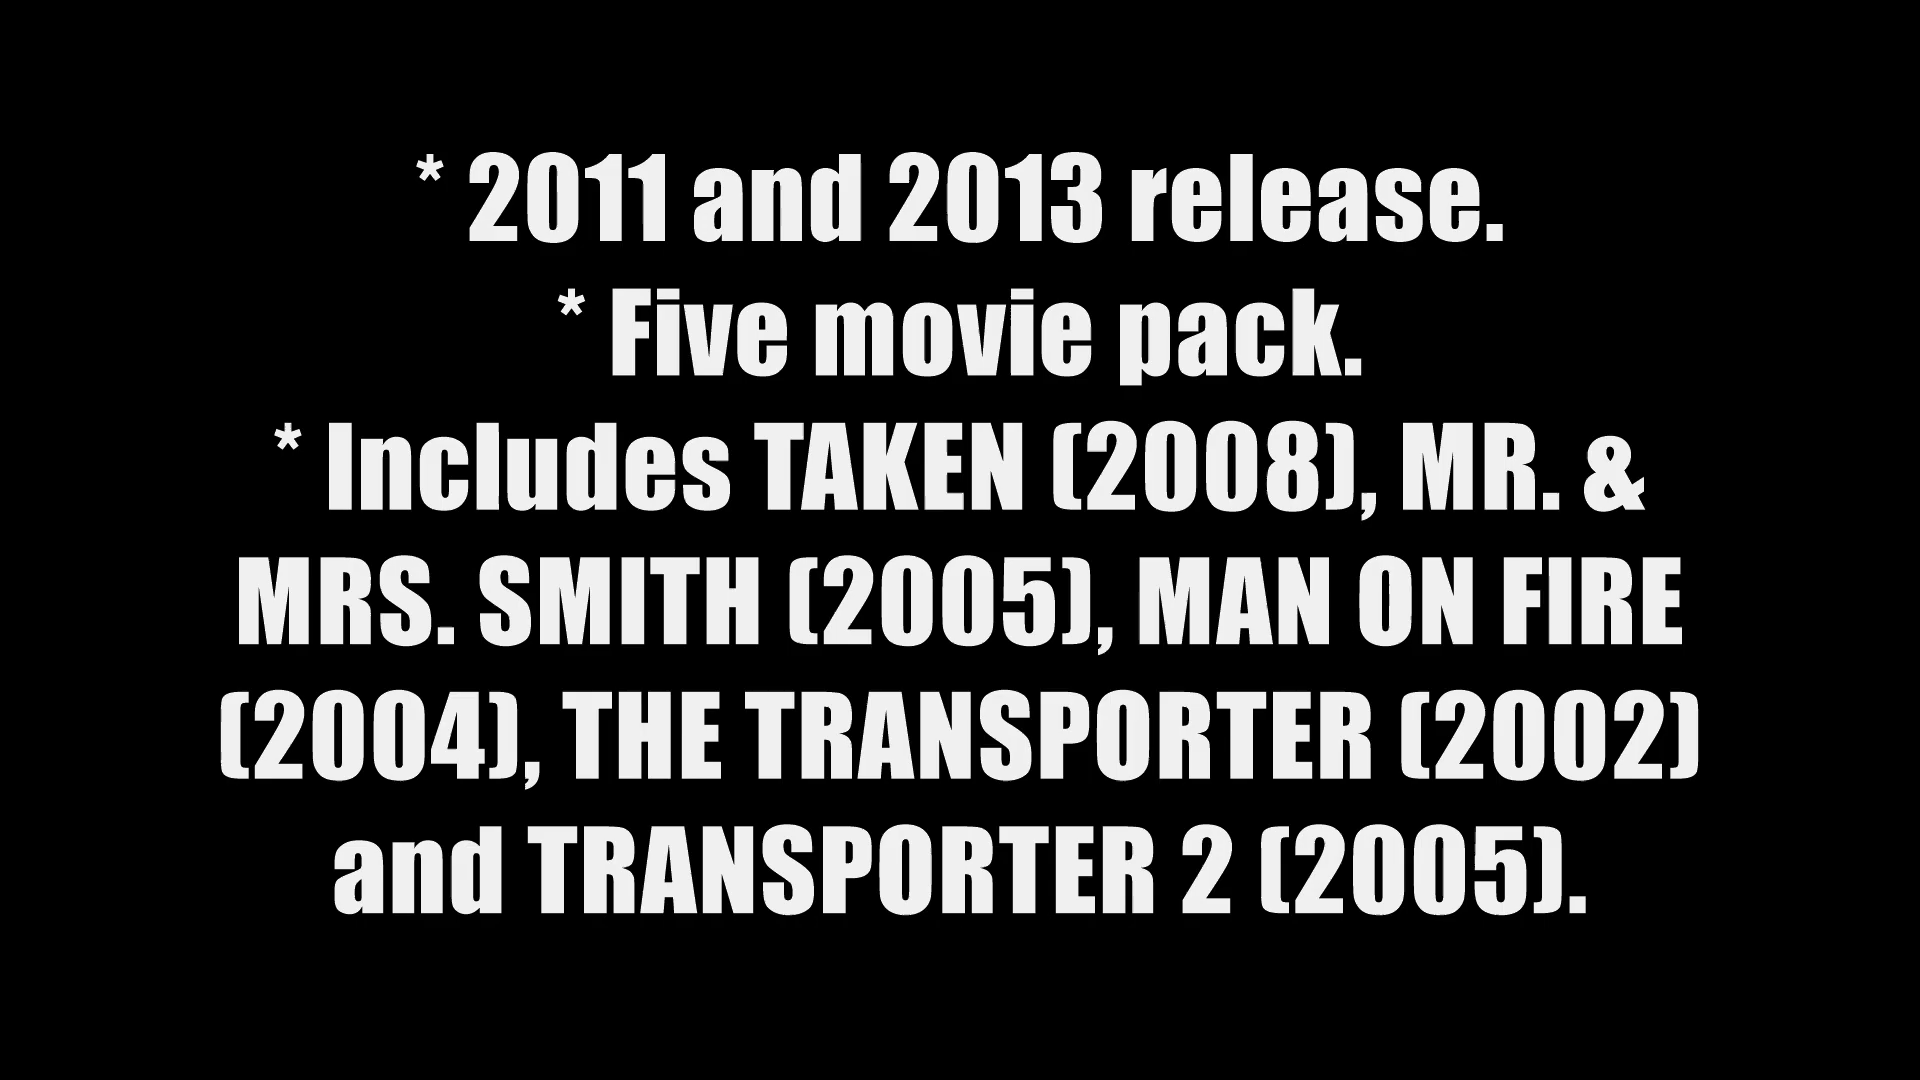 * 2011 and 2013 release.
* Five movie pack.
* Includes TAKEN (2008), MR. &
MRS. SMITH (2005), MAN ON FIRE
(2004), THE TRANSPORTER (2002)
and TRANSPORTER 2 (2005).